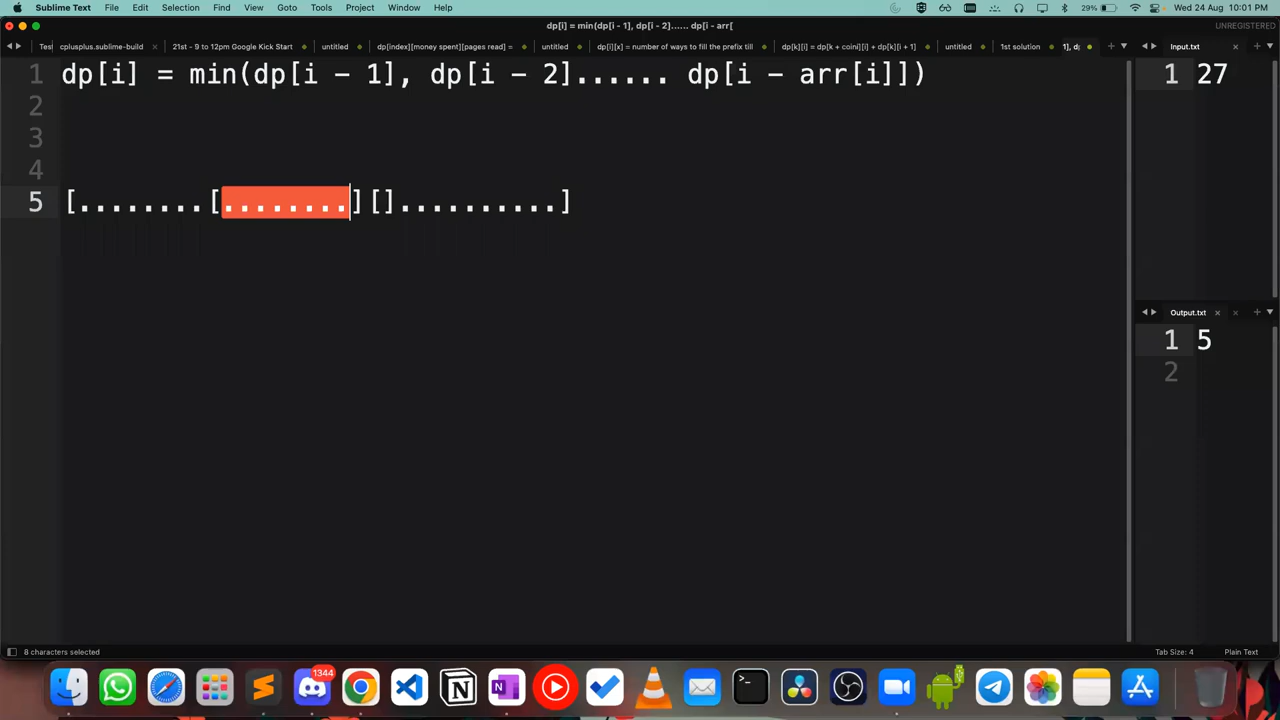 Sublime Text File Edit Selection Find View Goto Tools Project Window Help 29% Wed 24 Aug 10:01 PM
dp[i] = min(dp[i - 1], dp[i - 2]...... dp[i - arr[ UNREGISTERED
Test cplusplus.sublime-build 21st - 9 to 12pm Google Kick Start untitled dp[index][money spent][pages read] = untitled dp[i][x] = number of ways to fill the prefix till dp[k][i] = dp[k + coini][i] + dp[k][i + 1] untitled 1st solution 1], d Input.txt
1 dp[i] = min(dp[i - 1], dp[i - 2]...... dp[i - arr[i]])
2
3
4
5 [........[........][]..........]
1 27
Output.txt
1 5
2
8 characters selected Tab Size: 4 Plain Text
1344